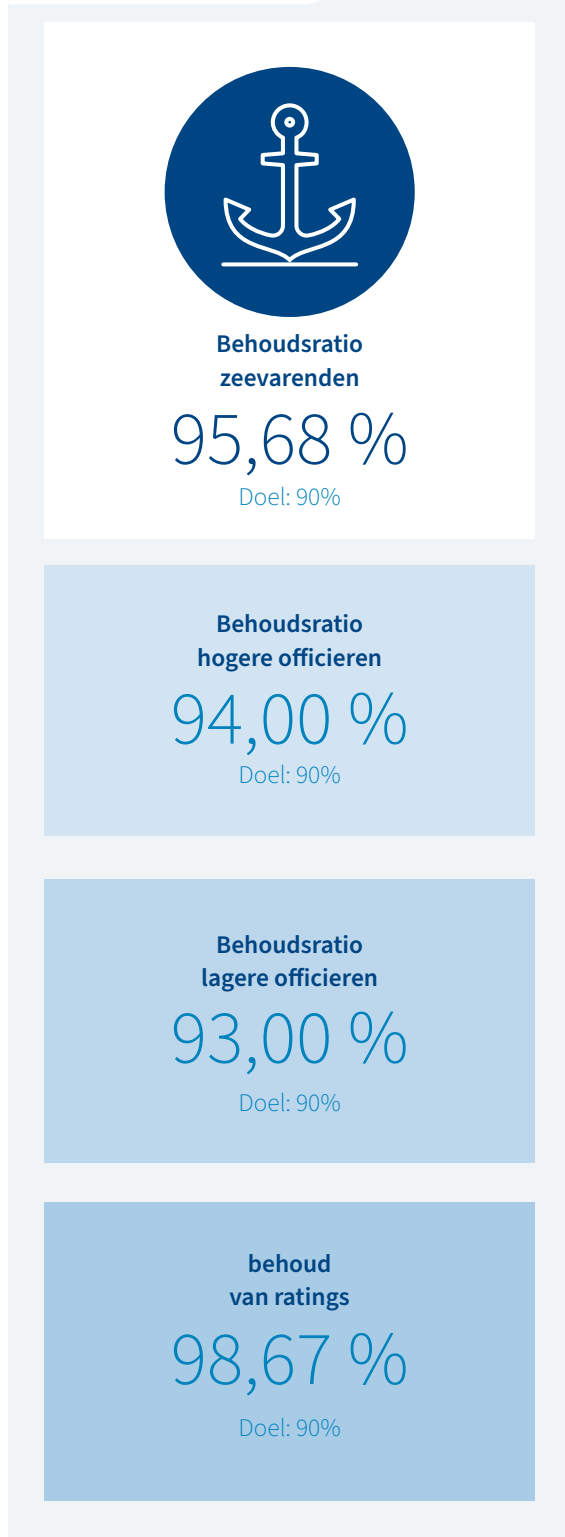 Behoudsratio
zeevarenden
95,68 %
Doel: 90%
Behoudsratio
hogere officieren
94,00 %
Doel: 90%
Behoudsratio
lagere officieren
93,00 %
Doel: 90%
behoud
van ratings
98,67 %
Doel: 90%